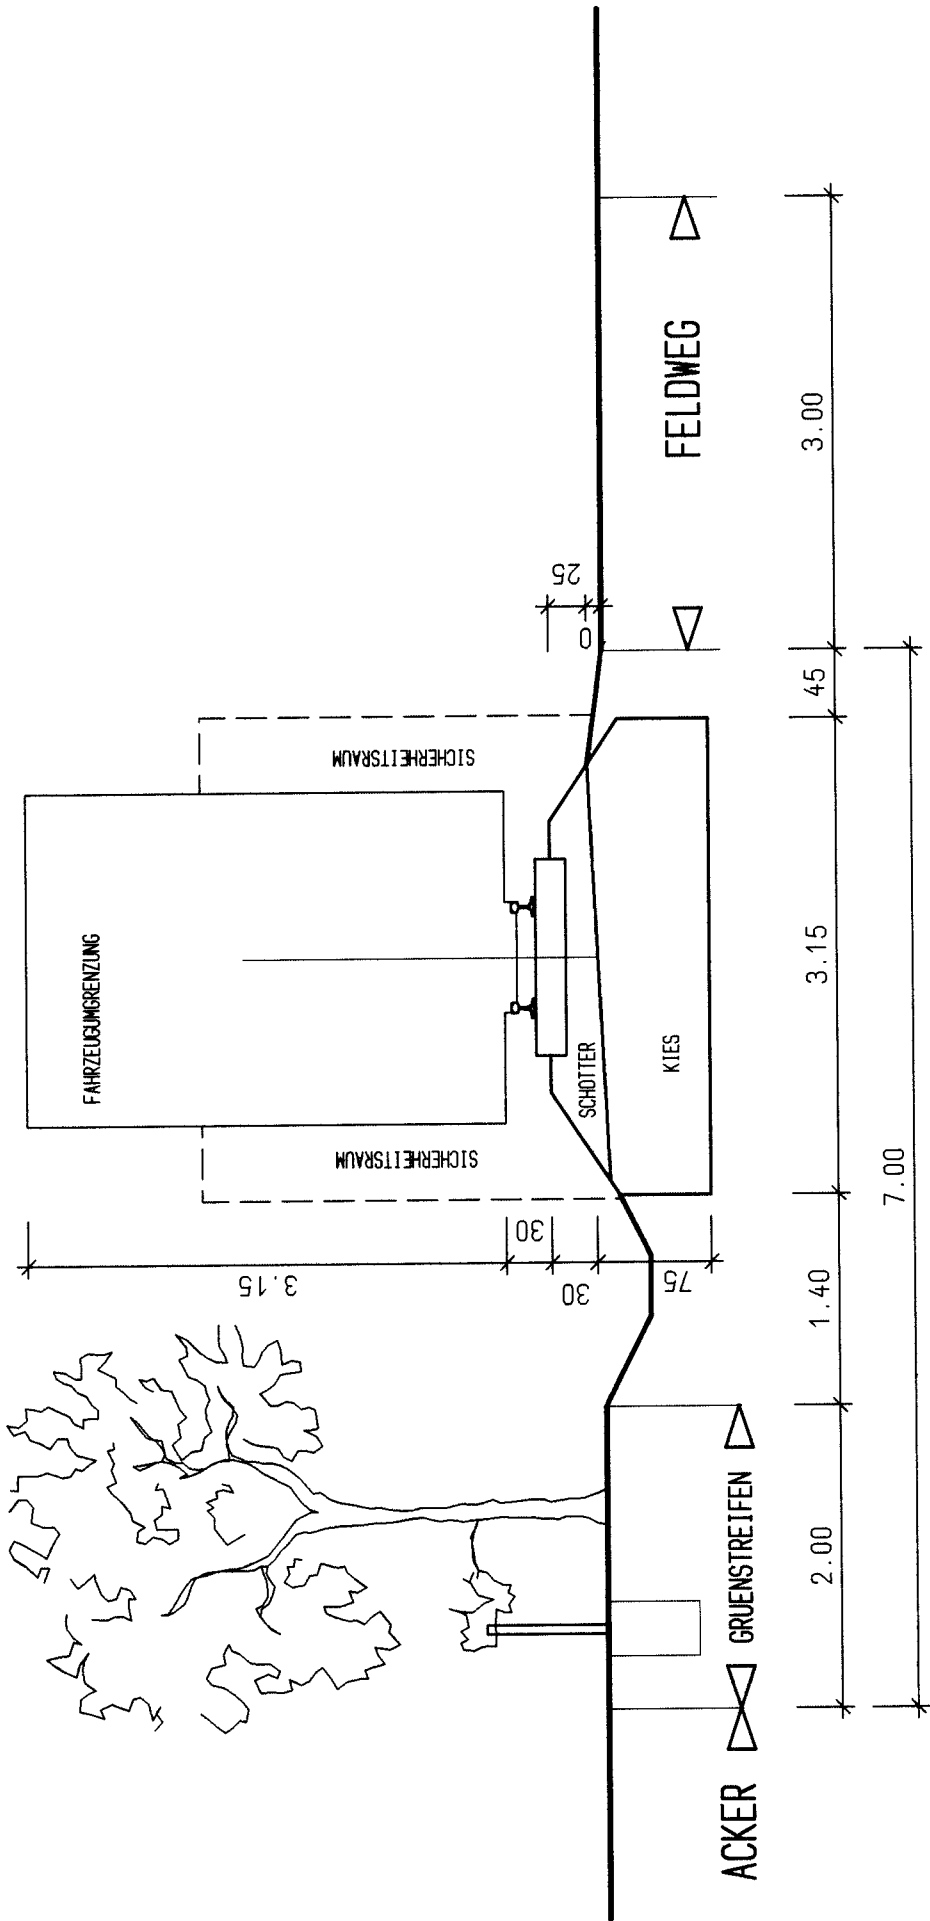 FAHRZEUGUMGRENZUNG
SICHERHEITSRAUM
SICHERHEITSRAUM
3.15
30
30
75
25
0
SCHOTTER
KIES
ACKER
GRUENSTREIFEN
FELDWEG
2.00
1.40
3.15
45
3.00
7.00